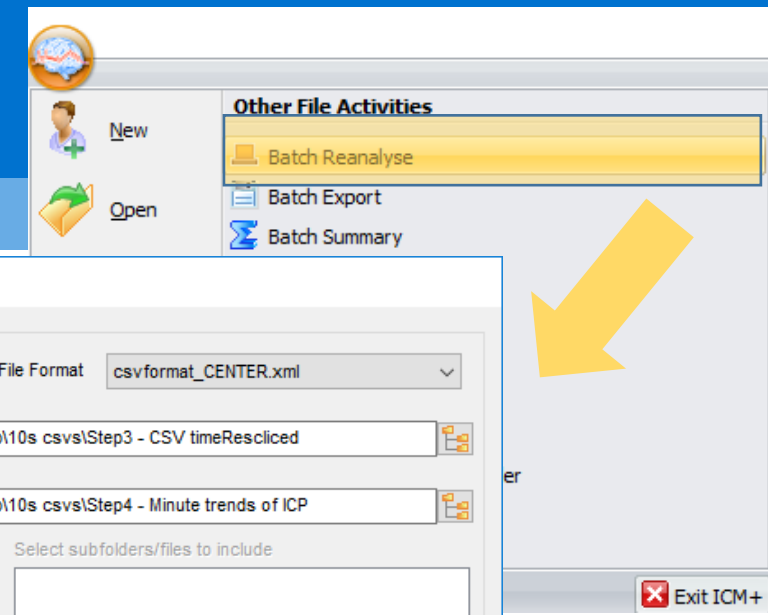 Other File Activities
New
Batch Reanalyse
Batch Export
Open
Batch Summary
File Format csvformat_CENTER.xml
\10s csvs\Step3 - CSV timeRescliced
er
\10s csvs\Step4 - Minute trends of ICP
Select subfolders/files to include
Exit ICM+